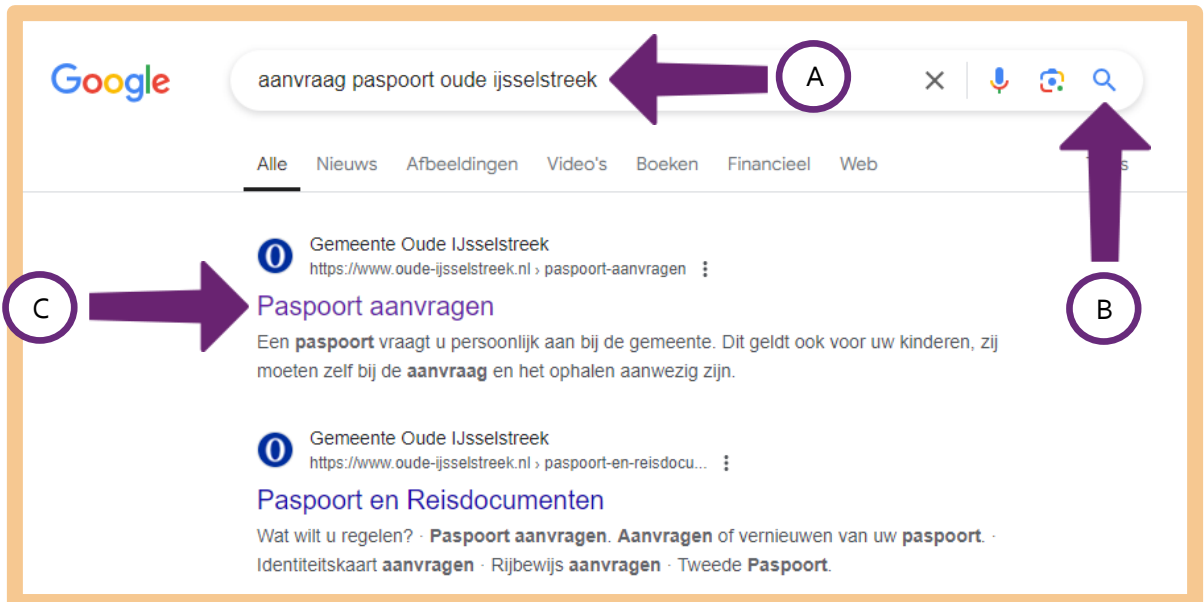 Google
aanvraag paspoort oude ijsselstreek
A
Alle Nieuws Afbeeldingen Video's Boeken Financieel Web
Gemeente Oude IJsselstreek
https://www.oude-ijsselstreek.nl › paspoort-aanvragen
C
Paspoort aanvragen
B
Een paspoort vraagt u persoonlijk aan bij de gemeente. Dit geldt ook voor uw kinderen, zij
moeten zelf bij de aanvraag en het ophalen aanwezig zijn.
Gemeente Oude IJsselstreek
https://www.oude-ijsselstreek.nl › paspoort-en-reisdocu...
Paspoort en Reisdocumenten
Wat wilt u regelen? · Paspoort aanvragen. Aanvragen of vernieuwen van uw paspoort. ·
Identiteitskaart aanvragen · Rijbewijs aanvragen · Tweede Paspoort.